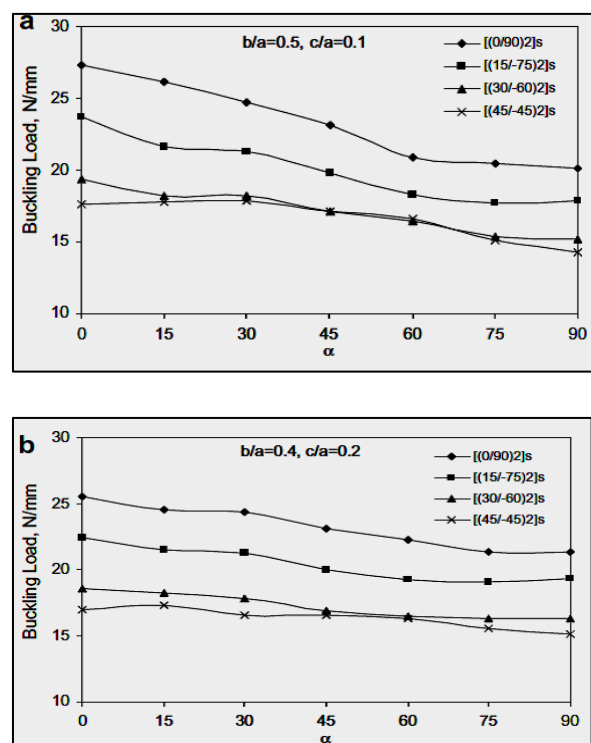 a
b/a=0.5, c/a=0.1
[(0/90)2]s
[(15/-75)2]s
[(30/-60)2]s
[(45/-45)2]s
Buckling Load, N/mm
30
25
20
15
10
0 15 30 45 60 75 90
α
b
b/a=0.4, c/a=0.2
[(0/90)2]s
[(15/-75)2]s
[(30/-60)2]s
[(45/-45)2]s
Buckling Load, N/mm
30
25
20
15
10
0 15 30 45 60 75 90
α